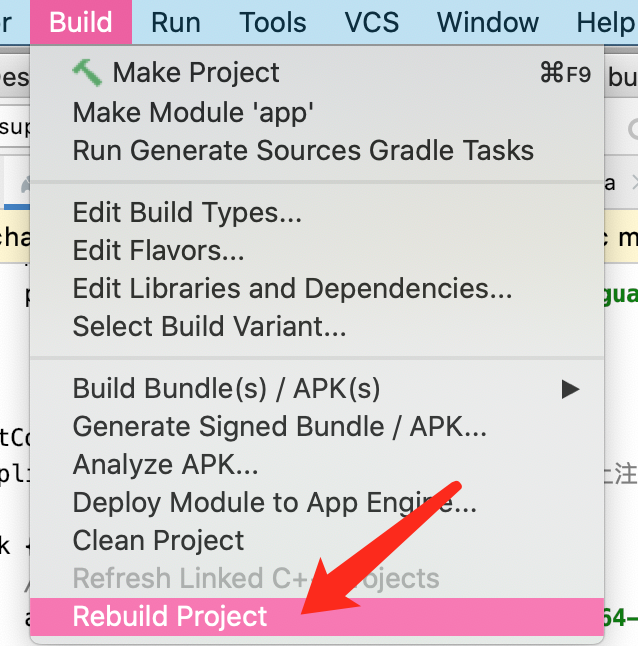 r Build Run Tools VCS Window Help
Make Project ⌘F9
Make Module 'app'
Run Generate Sources Gradle Tasks
Edit Build Types...
Edit Flavors...
Edit Libraries and Dependencies...
Select Build Variant...
Build Bundle(s) / APK(s)
Generate Signed Bundle / APK...
Analyze APK...
Deploy Module to App Engine...
Clean Project
Refresh Linked C++ Projects
Rebuild Project